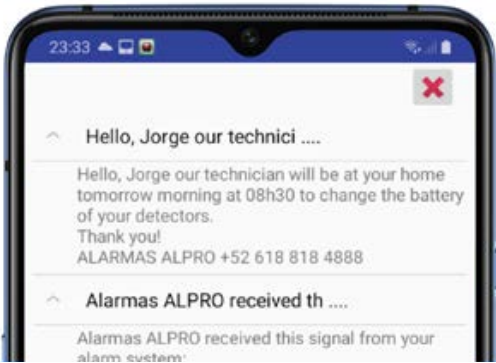 23:33
Hello, Jorge our technici ....
Hello, Jorge our technician will be at your home
tomorrow morning at 08h30 to change the battery
of your detectors.
Thank you!
ALARMAS ALPRO +52 618 818 4888
Alarmas ALPRO received th ....
Alarmas ALPRO received this signal from your
alarm system: